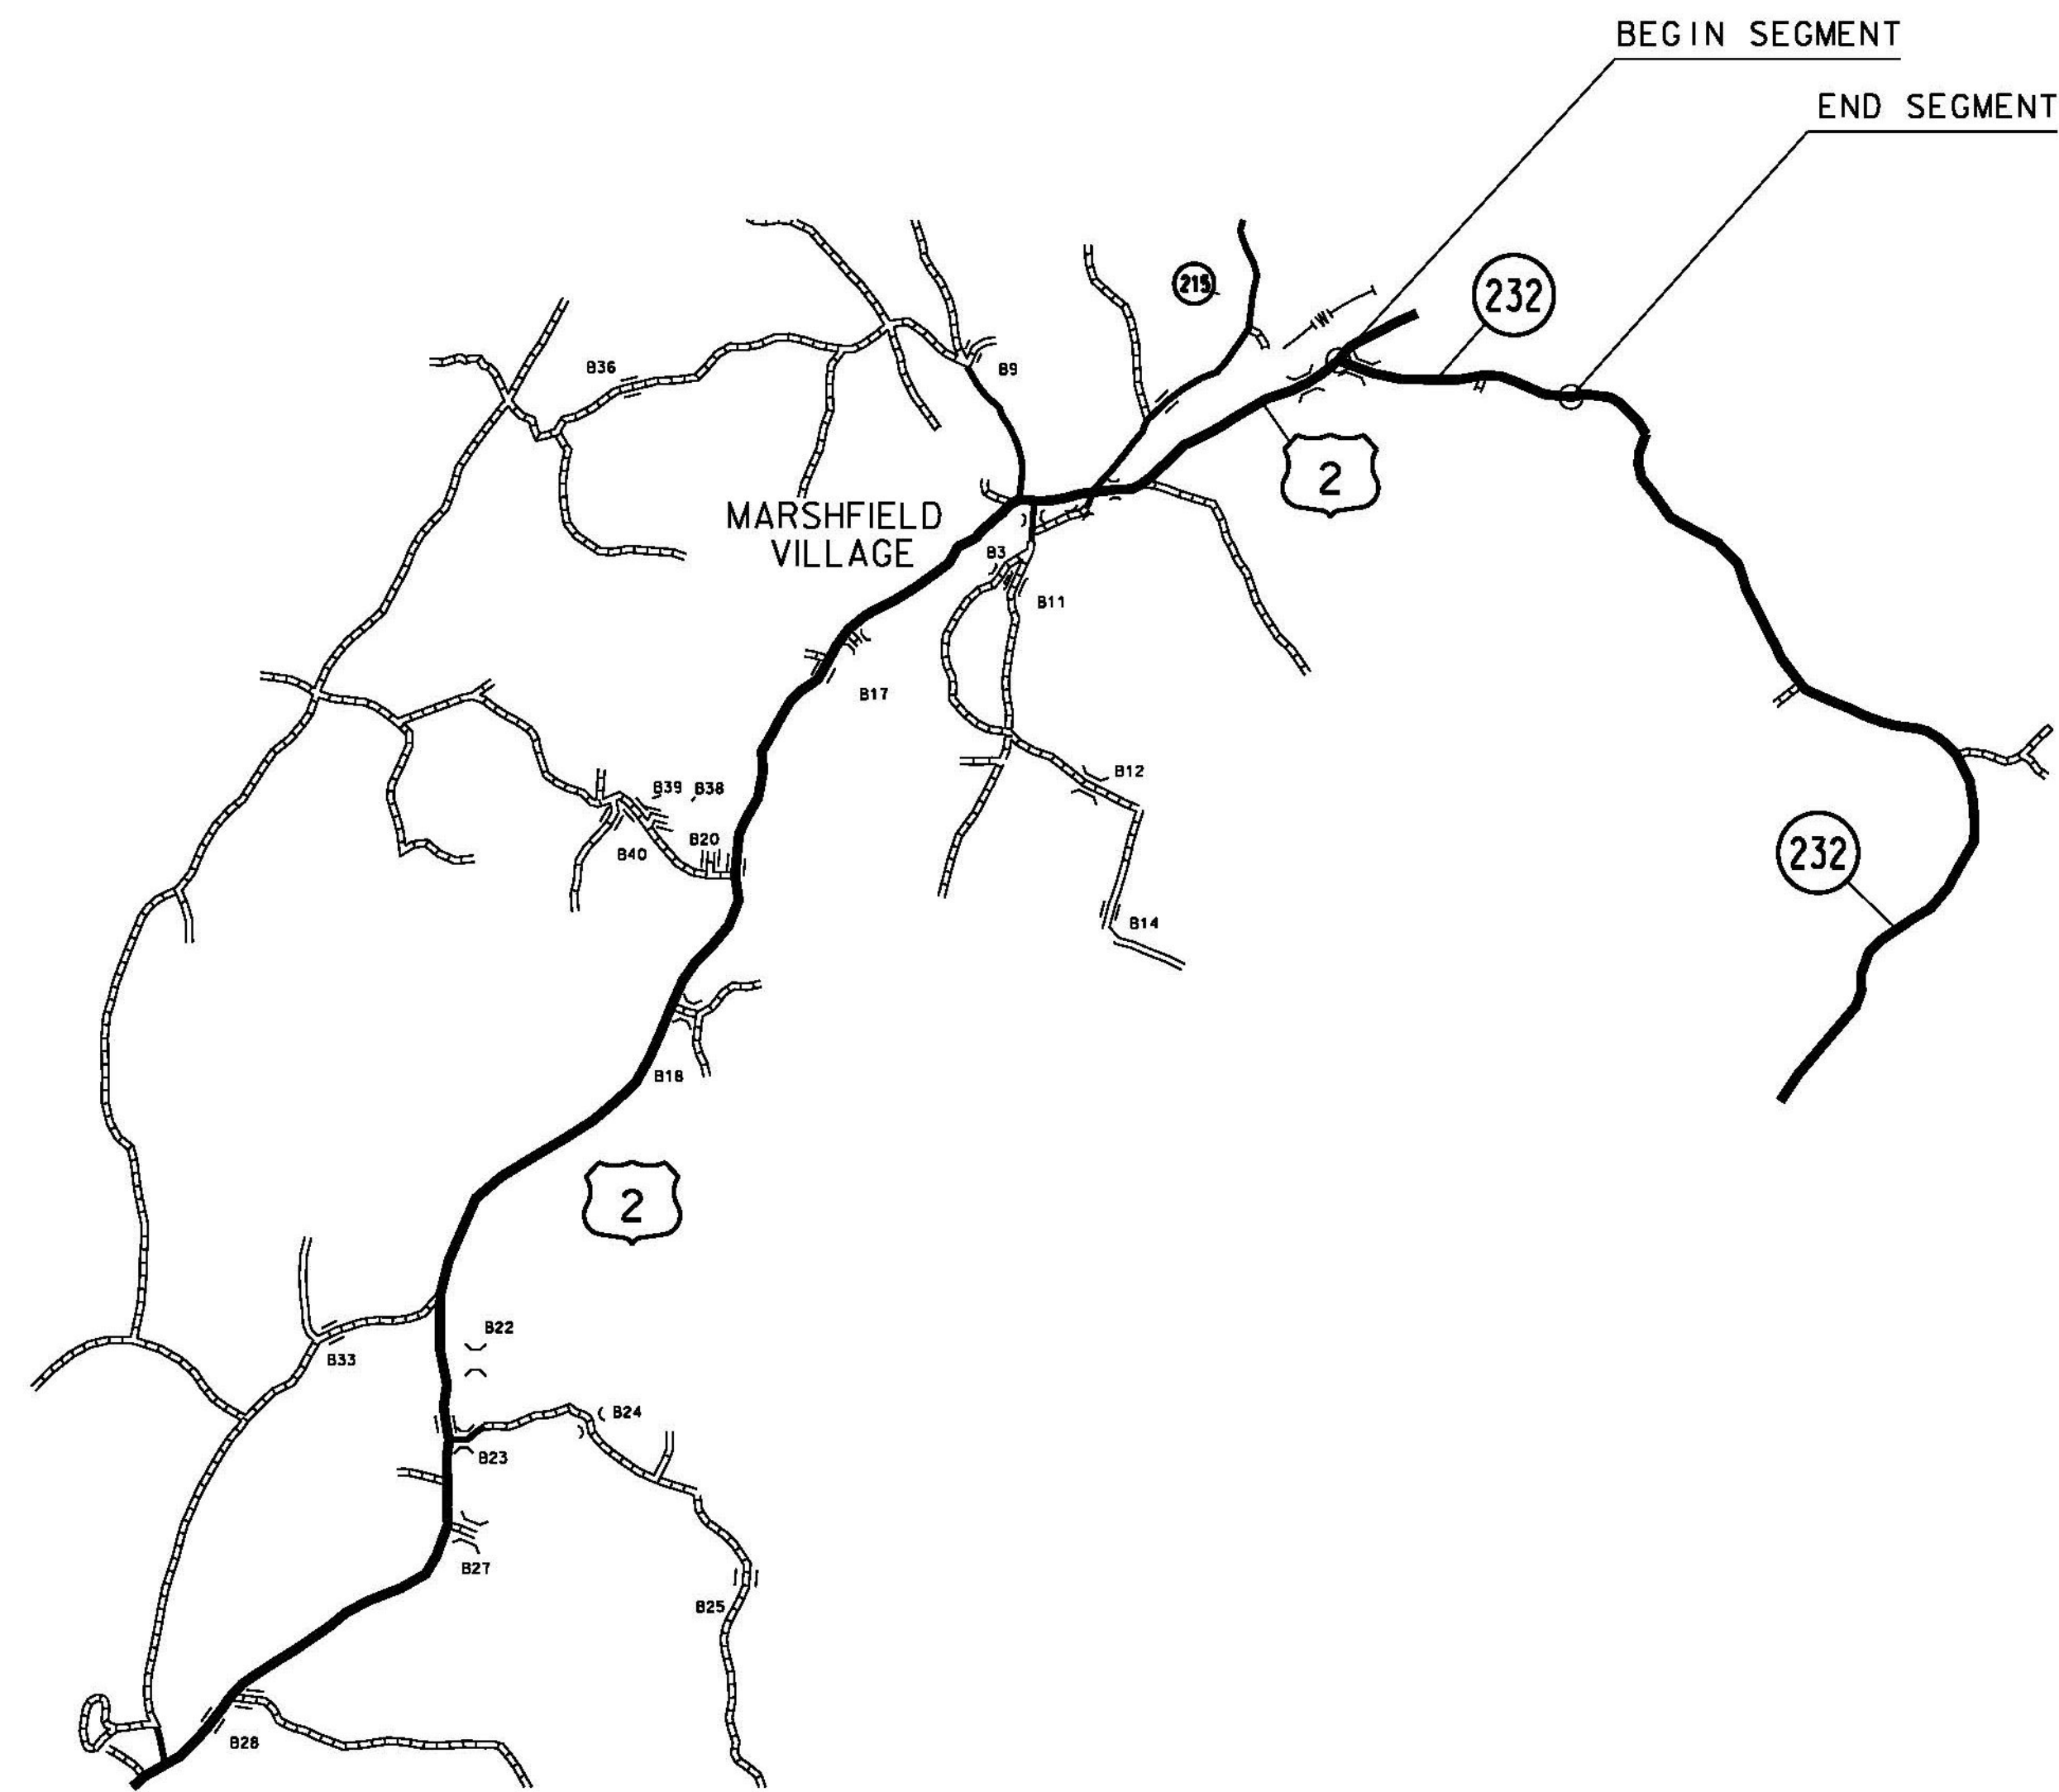 BEGIN SEGMENT
END SEGMENT
215
232
B36
B9
2
MARSHFIELD
VILLAGE
B3
B11
B17
B12
B39
B38
B20
B40
232
B14
B18
2
B22
B33
B24
B23
B27
B25
B28